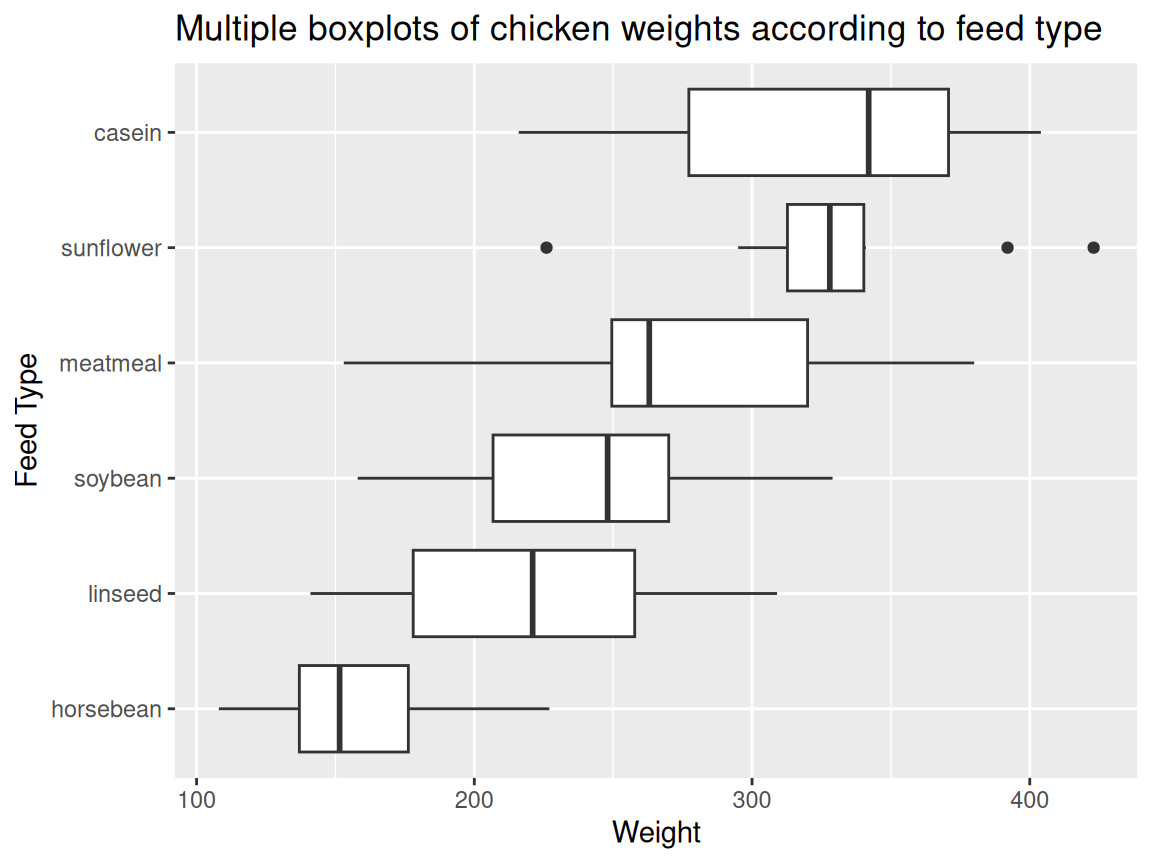 Multiple boxplots of chicken weights according to feed type
casein
sunflower
meatmeal
soybean
linseed
horsebean
Feed Type
100 200 300 400
Weight